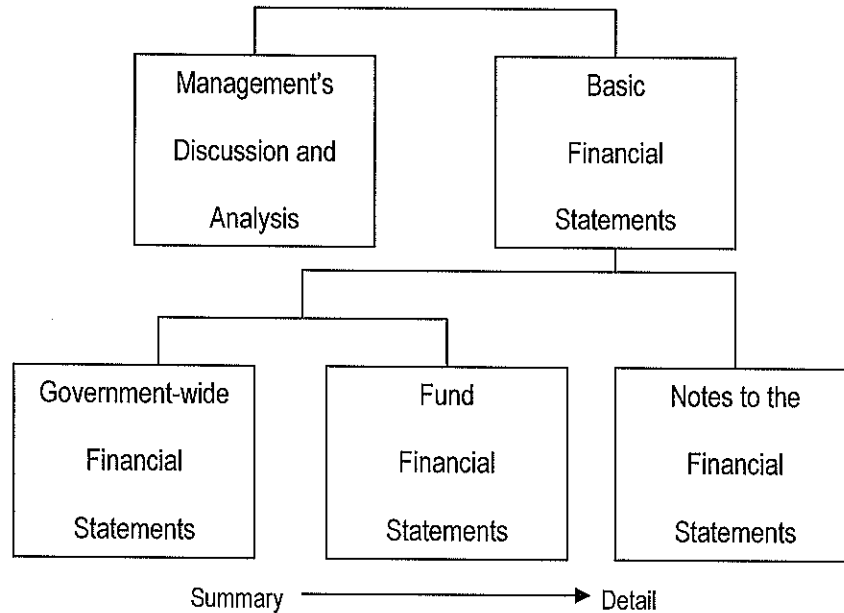 Management's
Discussion and
Analysis
Basic
Financial
Statements
Government-wide
Financial
Statements
Fund
Financial
Statements
Notes to the
Financial
Statements
Summary
Detail